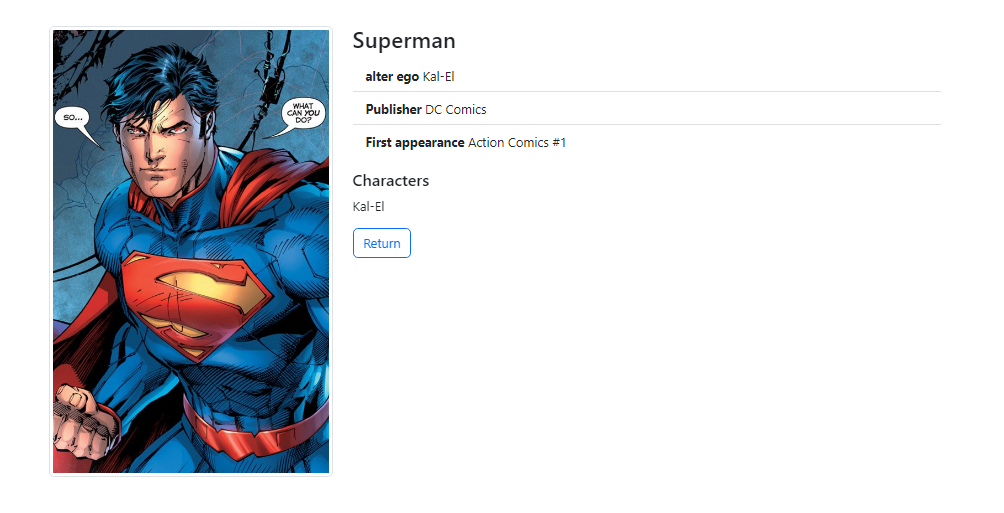 SO...
WHAT
CAN YOU
DO?
Superman
alter ego Kal-El
Publisher DC Comics
First appearance Action Comics #1
Characters
Kal-El
Return